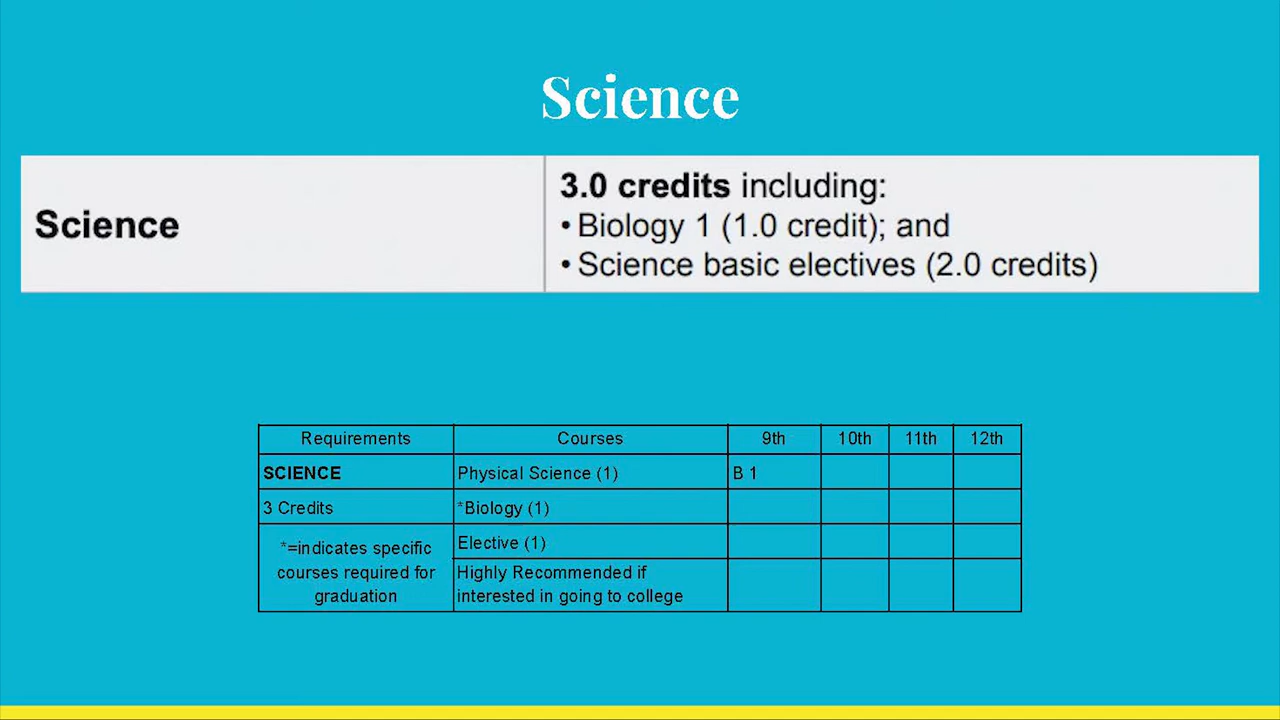 Science
Science
3.0 credits including:
• Biology 1 (1.0 credit); and
• Science basic electives (2.0 credits)
Requirements Courses 9th 10th 11th 12th
SCIENCE Physical Science (1) B 1
3 Credits *Biology (1)
*=indicates specific
courses required for
graduation
Elective (1)
Highly Recommended if
interested in going to college